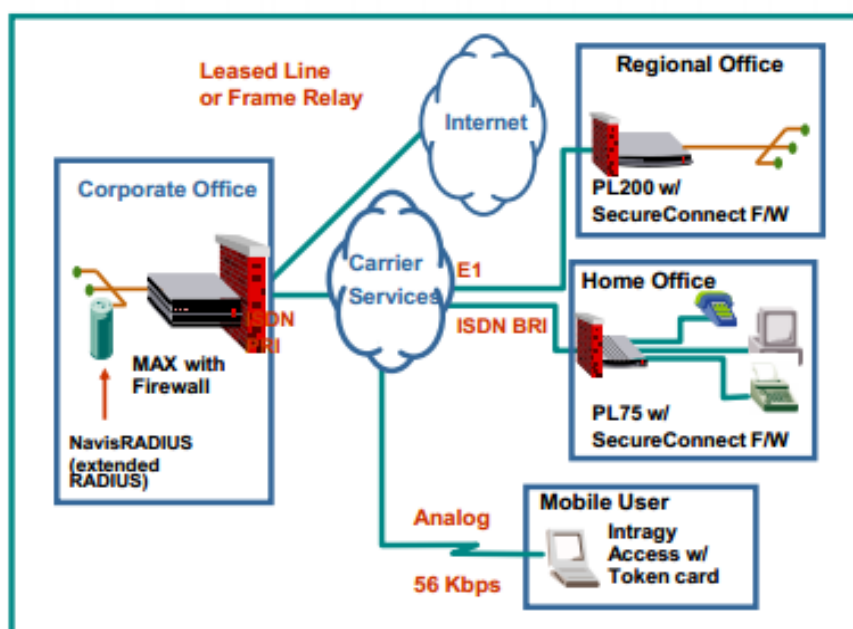 Leased Line
or Frame Relay
Internet
Regional Office
PL200 w/
SecureConnect F/W
Corporate Office
ISDN
BRI
MAX with
Firewall
NavisRADIUS
(extended
RADIUS)
Carrier
Services
E1
ISDN BRI
Home Office
PL75 w/
SecureConnect F/W
Analog
56 Kbps
Mobile User
Intragy
Access w/
Token card